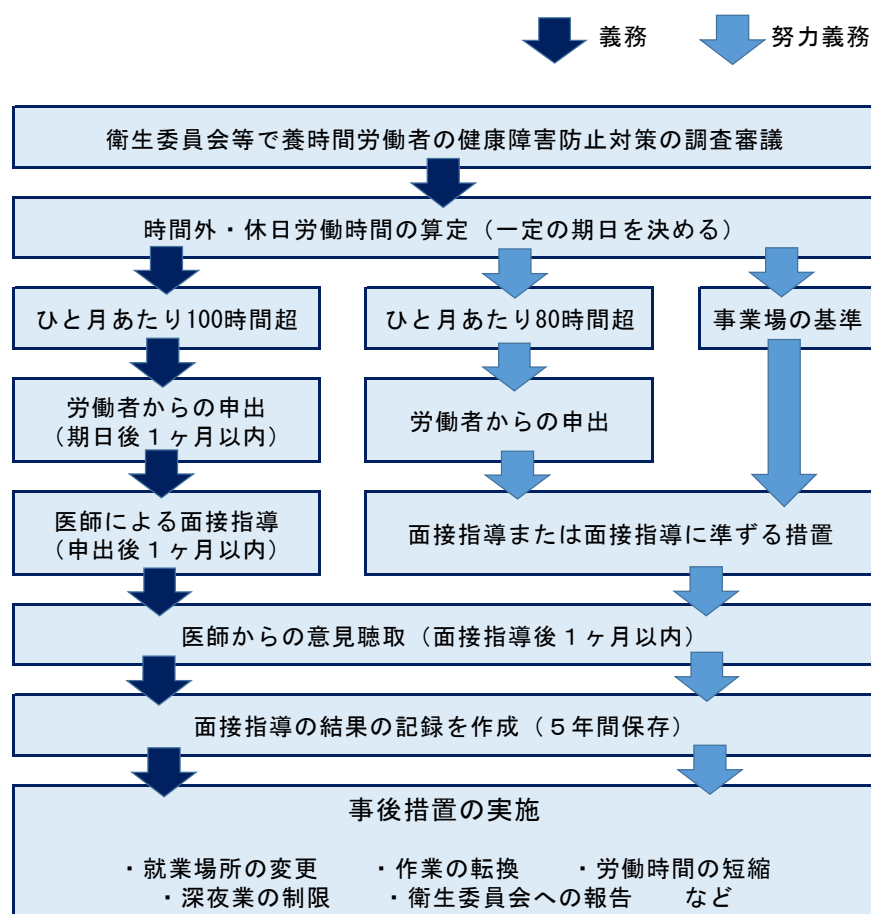 義務 努力義務
衛生委員会等で養時間労働者の健康障害防止対策の調査審議
時間外・休日労働時間の算定（一定の期日を決める）
ひと月あたり100時間超 ひと月あたり80時間超 事業場の基準
労働者からの申出
（期日後１ヶ月以内）
労働者からの申出
医師による面接指導
（申出後１ヶ月以内）
面接指導または面接指導に準ずる措置
医師からの意見聴取（面接指導後１ヶ月以内）
面接指導の結果の記録を作成（５年間保存）
事後措置の実施
・就業場所の変更 ・作業の転換 ・労働時間の短縮
・深夜業の制限 ・衛生委員会への報告 など